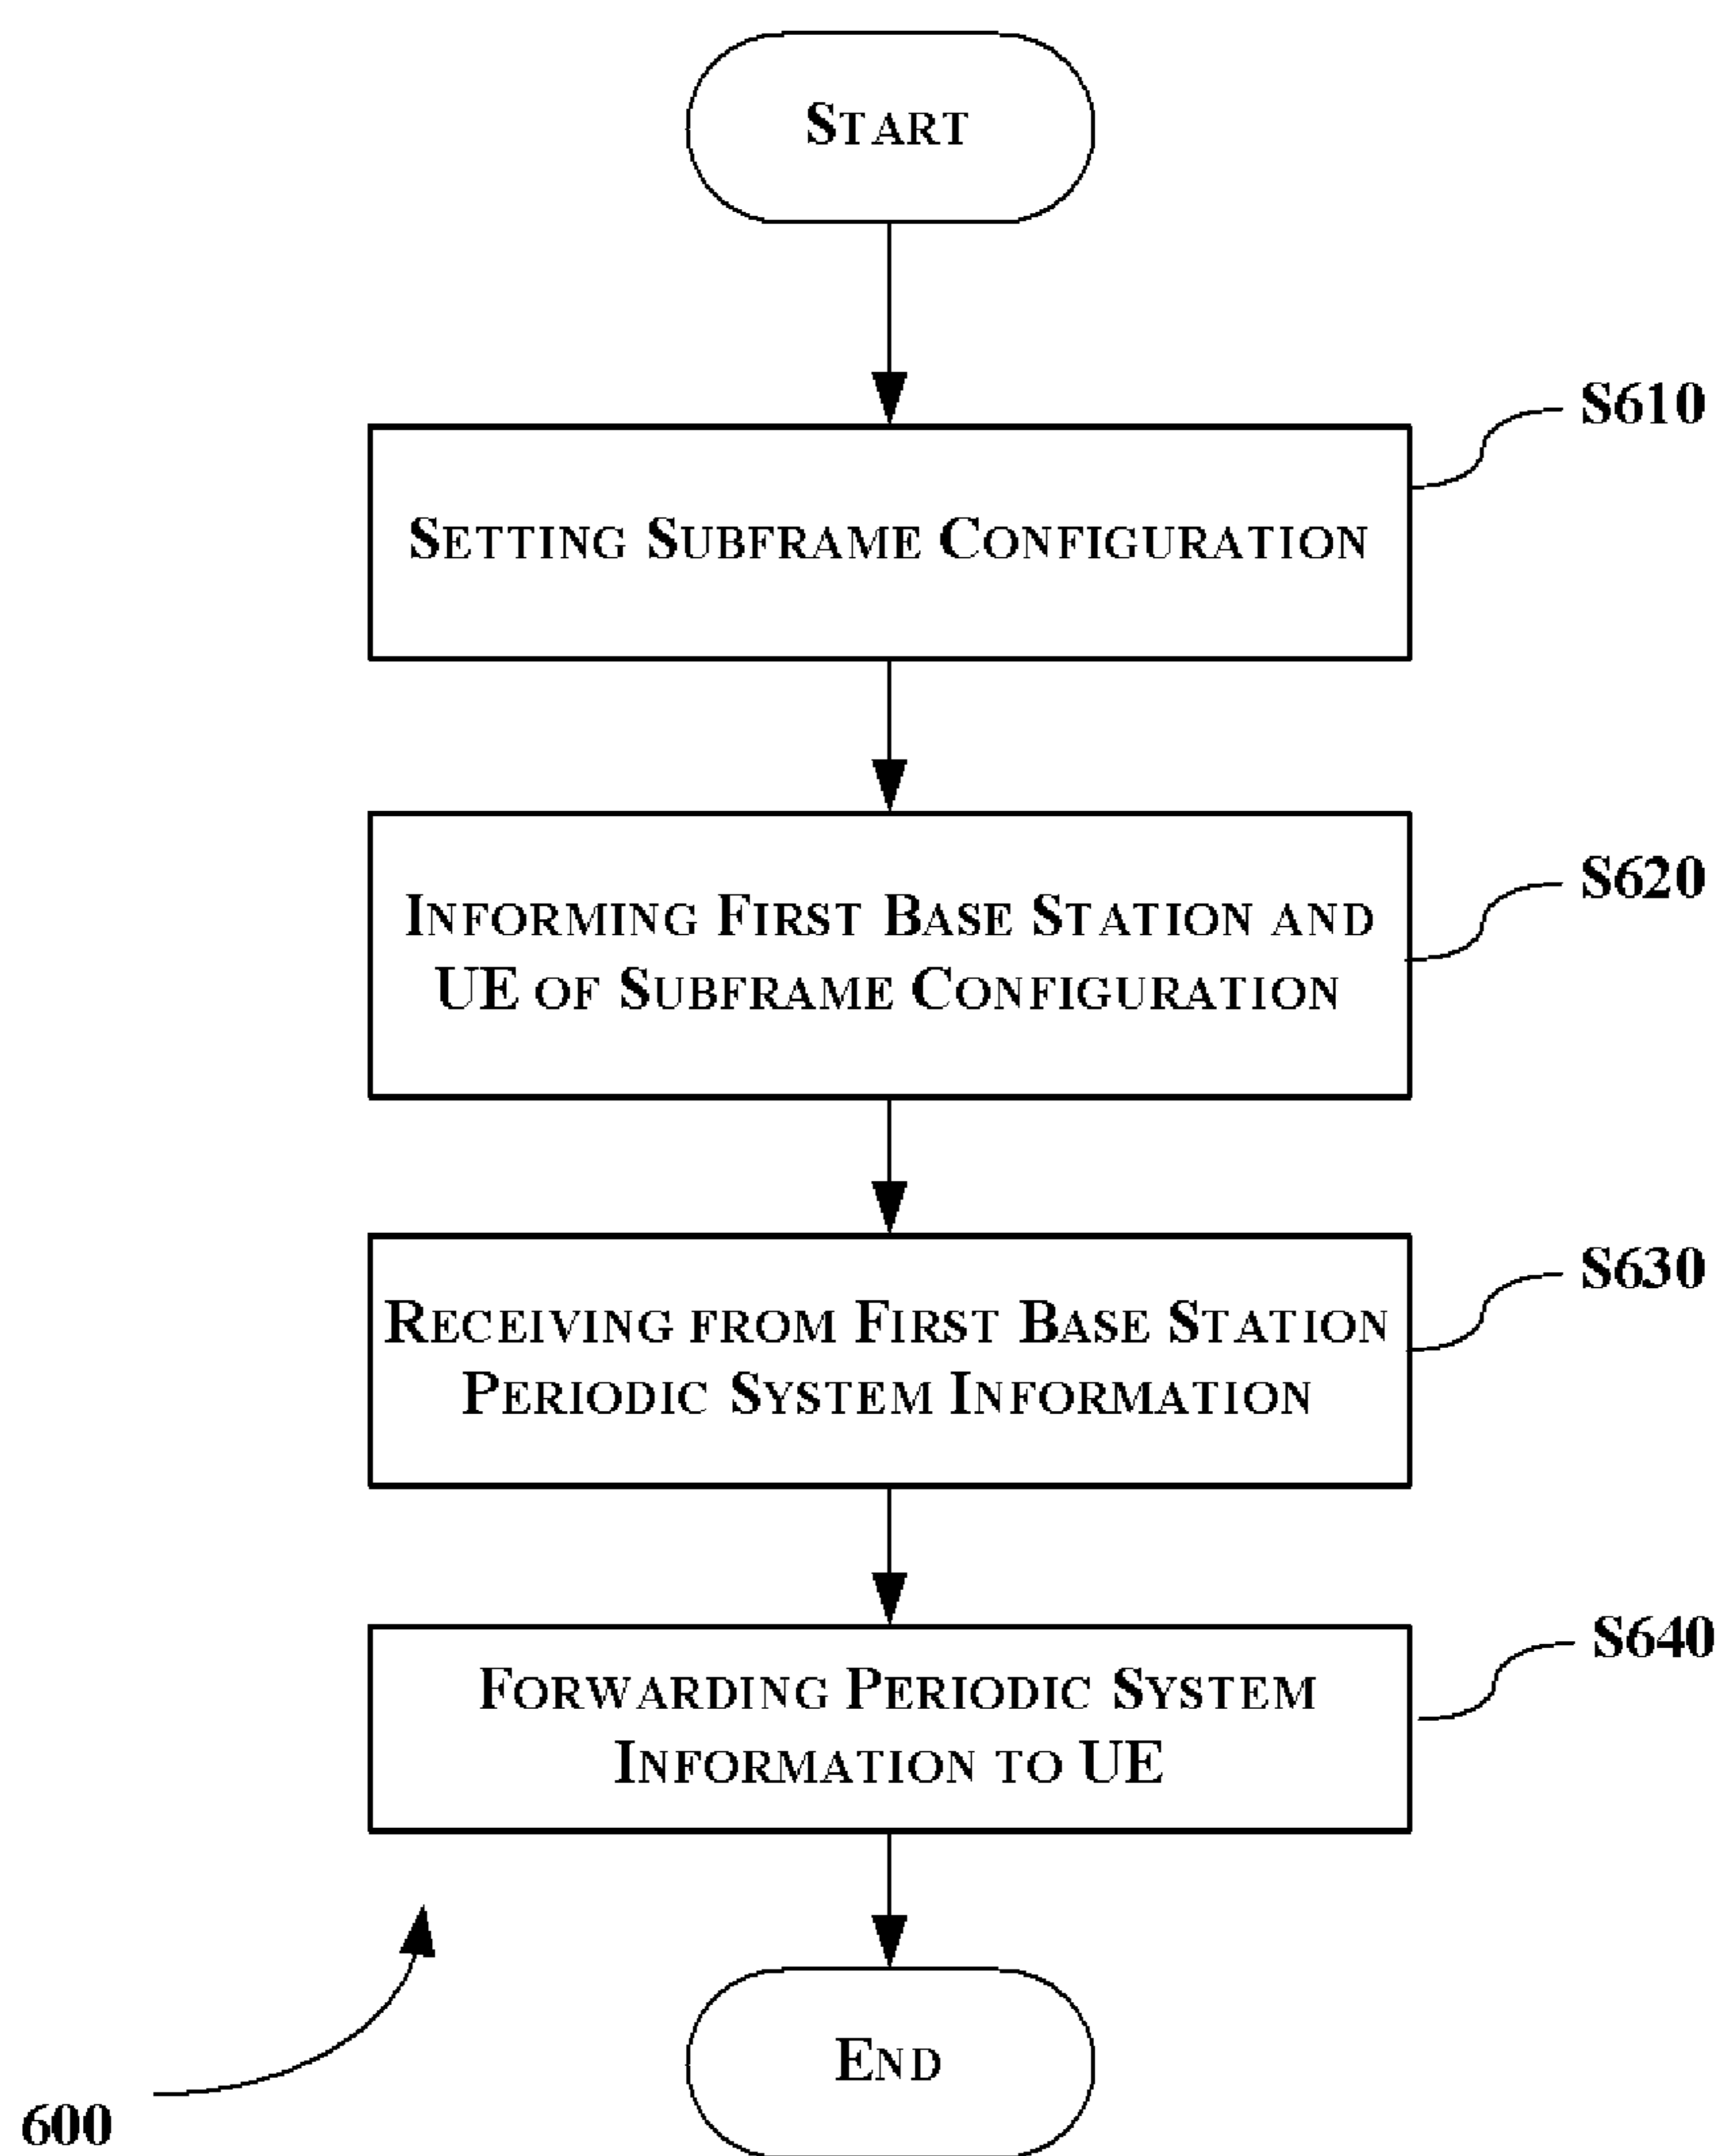 START
S610
SETTING SUBFRAME CONFIGURATION
S620
INFORMING FIRST BASE STATION AND
UE OF SUBFRAME CONFIGURATION
S630
RECEIVING FROM FIRST BASE STATION
PERIODIC SYSTEM INFORMATION
S640
FORWARDING PERIODIC SYSTEM
INFORMATION TO UE
END
600